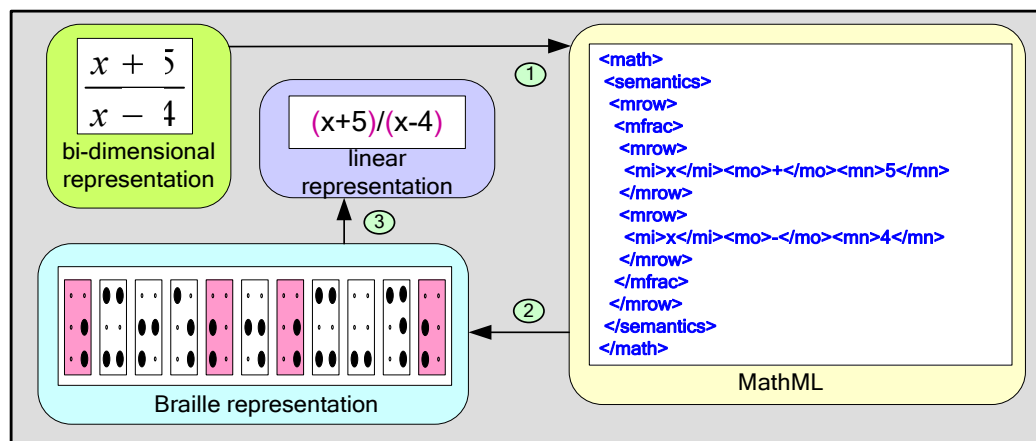 x + 5
x − 4
bi-dimensional
representation
1
(x+5)/(x-4)
linear
representation
3
<math>
<semantics>
<mrow>
<mfrac>
<mrow>
<mi>x</mi><mo>+</mo><mn>5</mn>
</mrow>
<mrow>
<mi>x</mi><mo>-</mo><mn>4</mn>
</mrow>
</mfrac>
</mrow>
</semantics>
</math>
MathML
2
Braille representation